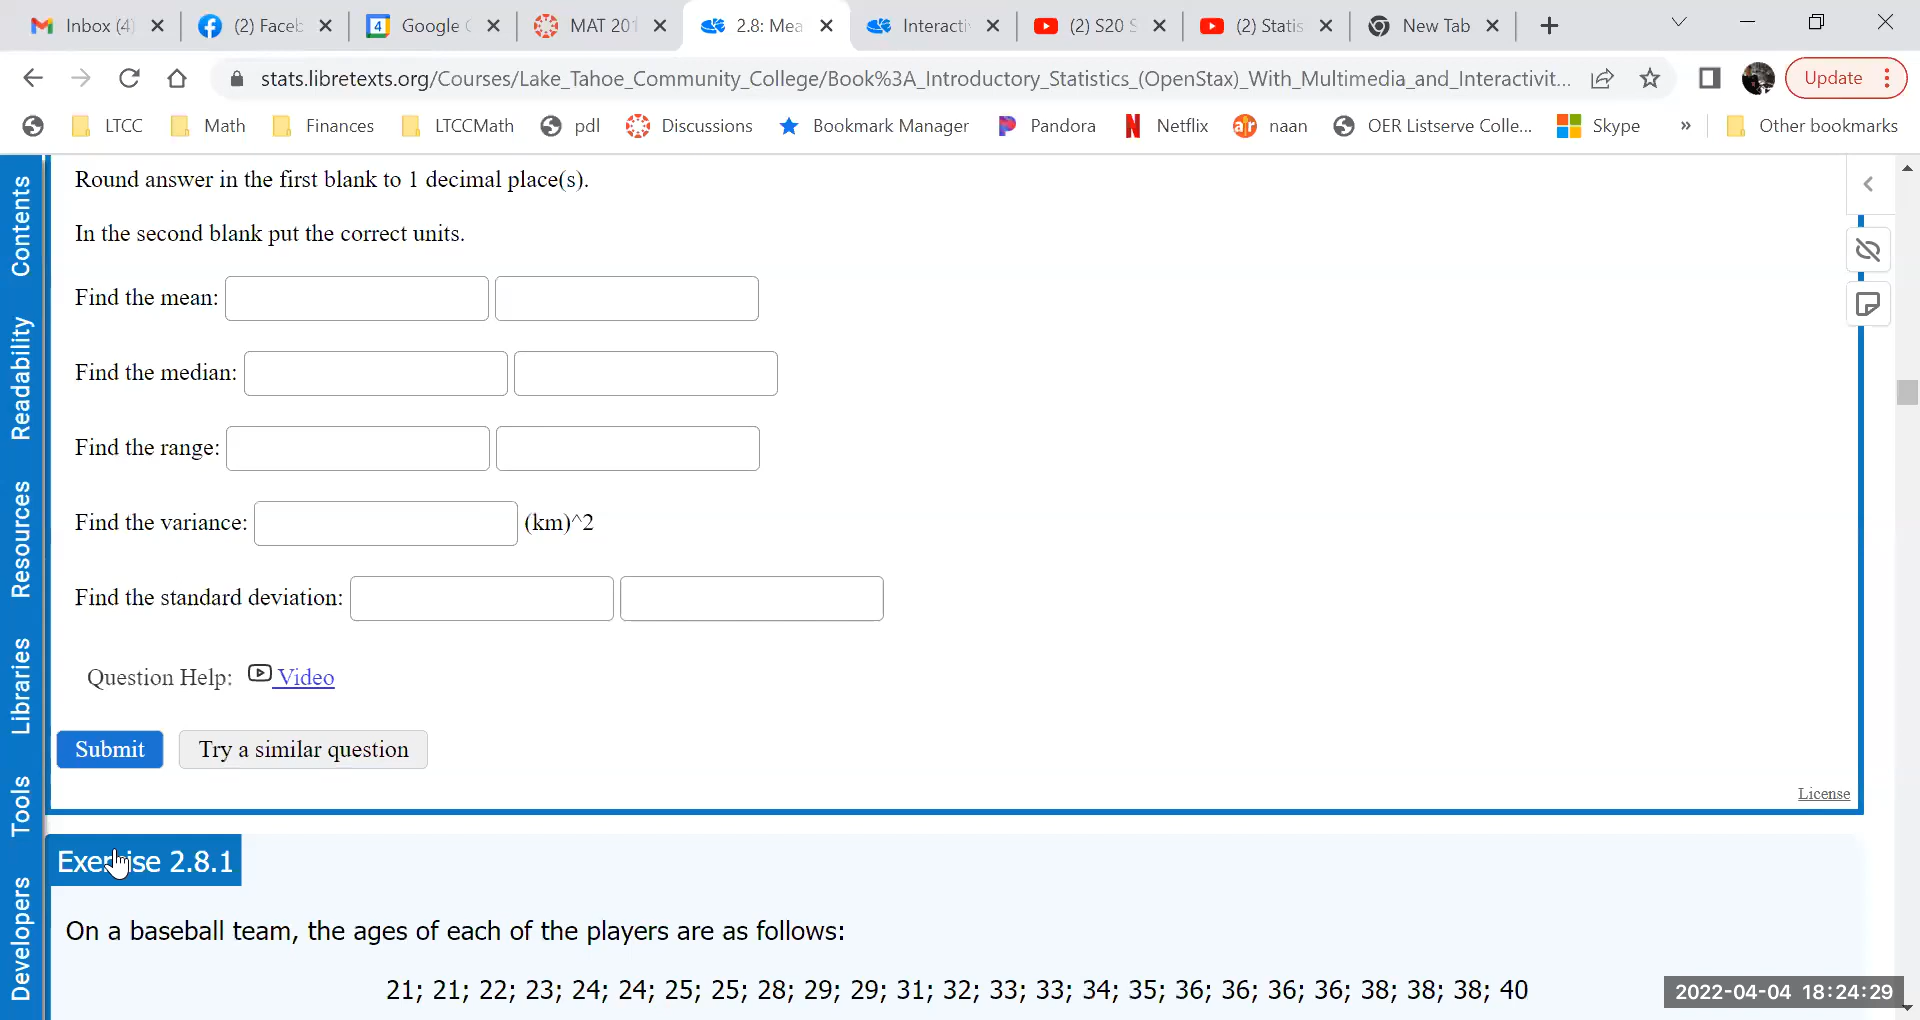 Inbox (4)
(2) Faceb
Google C
MAT 201
2.8: Mea
Interactiv
(2) S20 S
(2) Statis
New Tab
stats.libretexts.org/Courses/Lake_Tahoe_Community_College/Book%3A_Introductory_Statistics_(OpenStax)_With_Multimedia_and_Interactivit...
Update
LTCC
Math
Finances
LTCCMath
pdl
Discussions
Bookmark Manager
Pandora
Netflix
naan
OER Listserve Colle...
Skype
»
Other bookmarks
Contents
Readability
Resources
Libraries
Tools
Developers
Round answer in the first blank to 1 decimal place(s).
In the second blank put the correct units.
Find the mean:
Find the median:
Find the range:
Find the variance: (km)^2
Find the standard deviation:
Question Help: Video
Submit
Try a similar question
License
Exercise 2.8.1
On a baseball team, the ages of each of the players are as follows:
21; 21; 22; 23; 24; 24; 25; 25; 28; 29; 29; 31; 32; 33; 33; 34; 35; 36; 36; 36; 36; 38; 38; 38; 40
2022-04-04 18:24:29